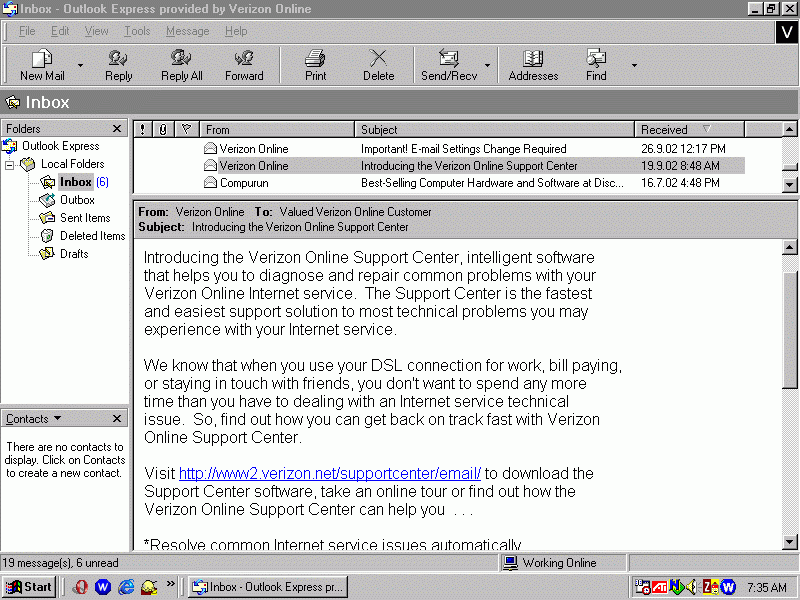 Inbox - Outlook Express provided by Verizon Online
File Edit View Tools Message Help
V
New Mail Reply Reply All Forward Print Delete Send/Recv Addresses Find
Inbox
Folders
Outlook Express
Local Folders
Inbox (6)
Outbox
Sent Items
Deleted Items
Drafts
! From Subject Received
Verizon Online Important! E-mail Settings Change Required 26.9.02 12:17 PM
Verizon Online Introducing the Verizon Online Support Center 19.9.02 8:48 AM
Compurun Best-Selling Computer Hardware and Software at Disc... 16.7.02 4:48 PM
From: Verizon Online To: Valued Verizon Online Customer
Subject: Introducing the Verizon Online Support Center
Introducing the Verizon Online Support Center, intelligent software
that helps you to diagnose and repair common problems with your
Verizon Online Internet service. The Support Center is the fastest
and easiest support solution to most technical problems you may
experience with your Internet service.
We know that when you use your DSL connection for work, bill paying,
or staying in touch with friends, you don't want to spend any more
time than you have to dealing with an Internet service technical
issue. So, find out how you can get back on track fast with Verizon
Online Support Center.
Visit http://www2.verizon.net/supportcenter/email/ to download the
Support Center software, take an online tour or find out how the
Verizon Online Support Center can help you . . .
*Resolve common Internet service issues automatically
Contacts
There are no contacts to
display. Click on Contacts
to create a new contact.
19 message(s), 6 unread
Working Online
Start
W
Inbox - Outlook Express pr...
ATI
N
Z
W
7:35 AM